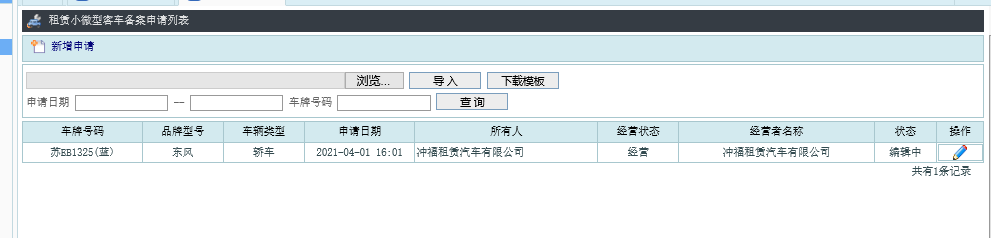 租赁小微型客车备案申请列表
新增申请
浏览... 导入 下载模板
申请日期 — 车牌号码 查询
车牌号码 品牌型号 车辆类型 申请日期 所有人 经营状态 经营者名称 状态 操作
苏EB1325(蓝) 东风 轿车 2021-04-01 16:01 冲福租赁汽车有限公司 经营 冲福租赁汽车有限公司 编辑中
共有1条记录